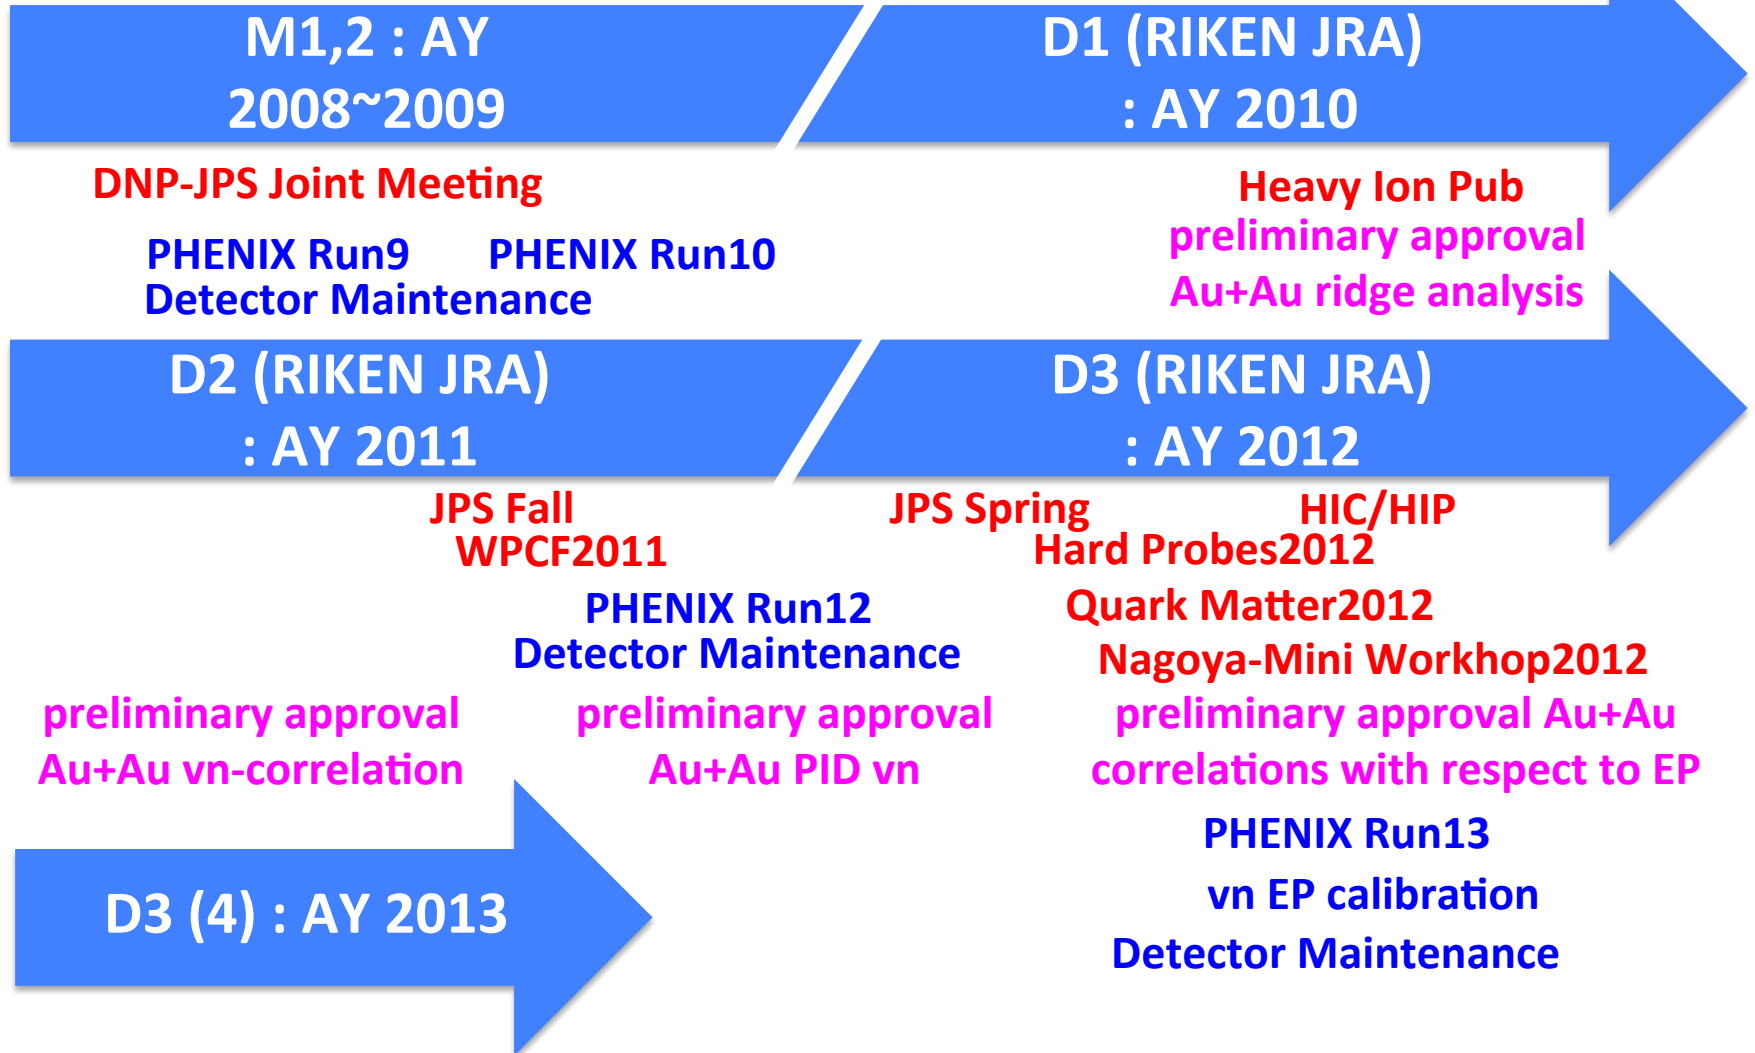 M1,2 : AY
2008~2009
D1 (RIKEN JRA)
: AY 2010
DNP-JPS Joint Meeting
PHENIX Run9
PHENIX Run10
Detector Maintenance
Heavy Ion Pub
preliminary approval
Au+Au ridge analysis
D2 (RIKEN JRA)
: AY 2011
D3 (RIKEN JRA)
: AY 2012
JPS Fall
WPCF2011
JPS Spring
HIC/HIP
Hard Probes2012
PHENIX Run12
Detector Maintenance
Quark Matter2012
Nagoya-Mini Workhop2012
preliminary approval
Au+Au vn-correlation
preliminary approval
Au+Au PID vn
preliminary approval Au+Au
correlations with respect to EP
PHENIX Run13
vn EP calibration
Detector Maintenance
D3 (4) : AY 2013